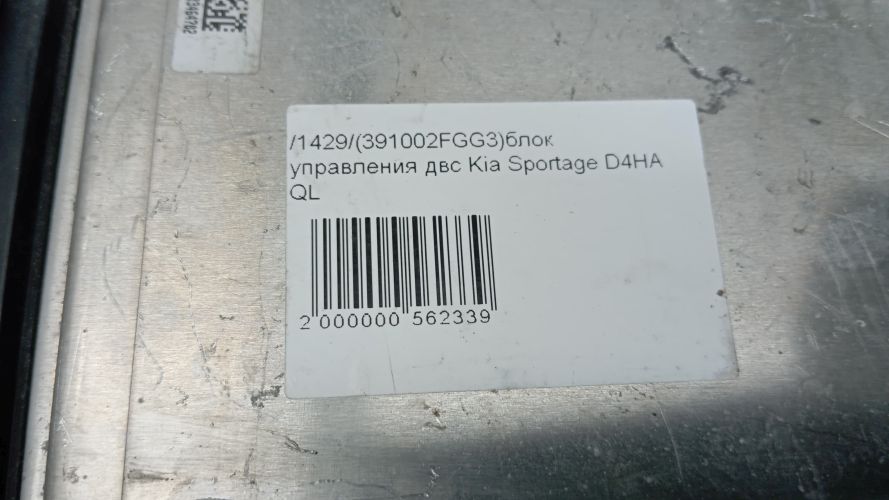 /1429/(391002FGG3)блок
управления двс Kia Sportage D4HA
QL
2 000000 562339